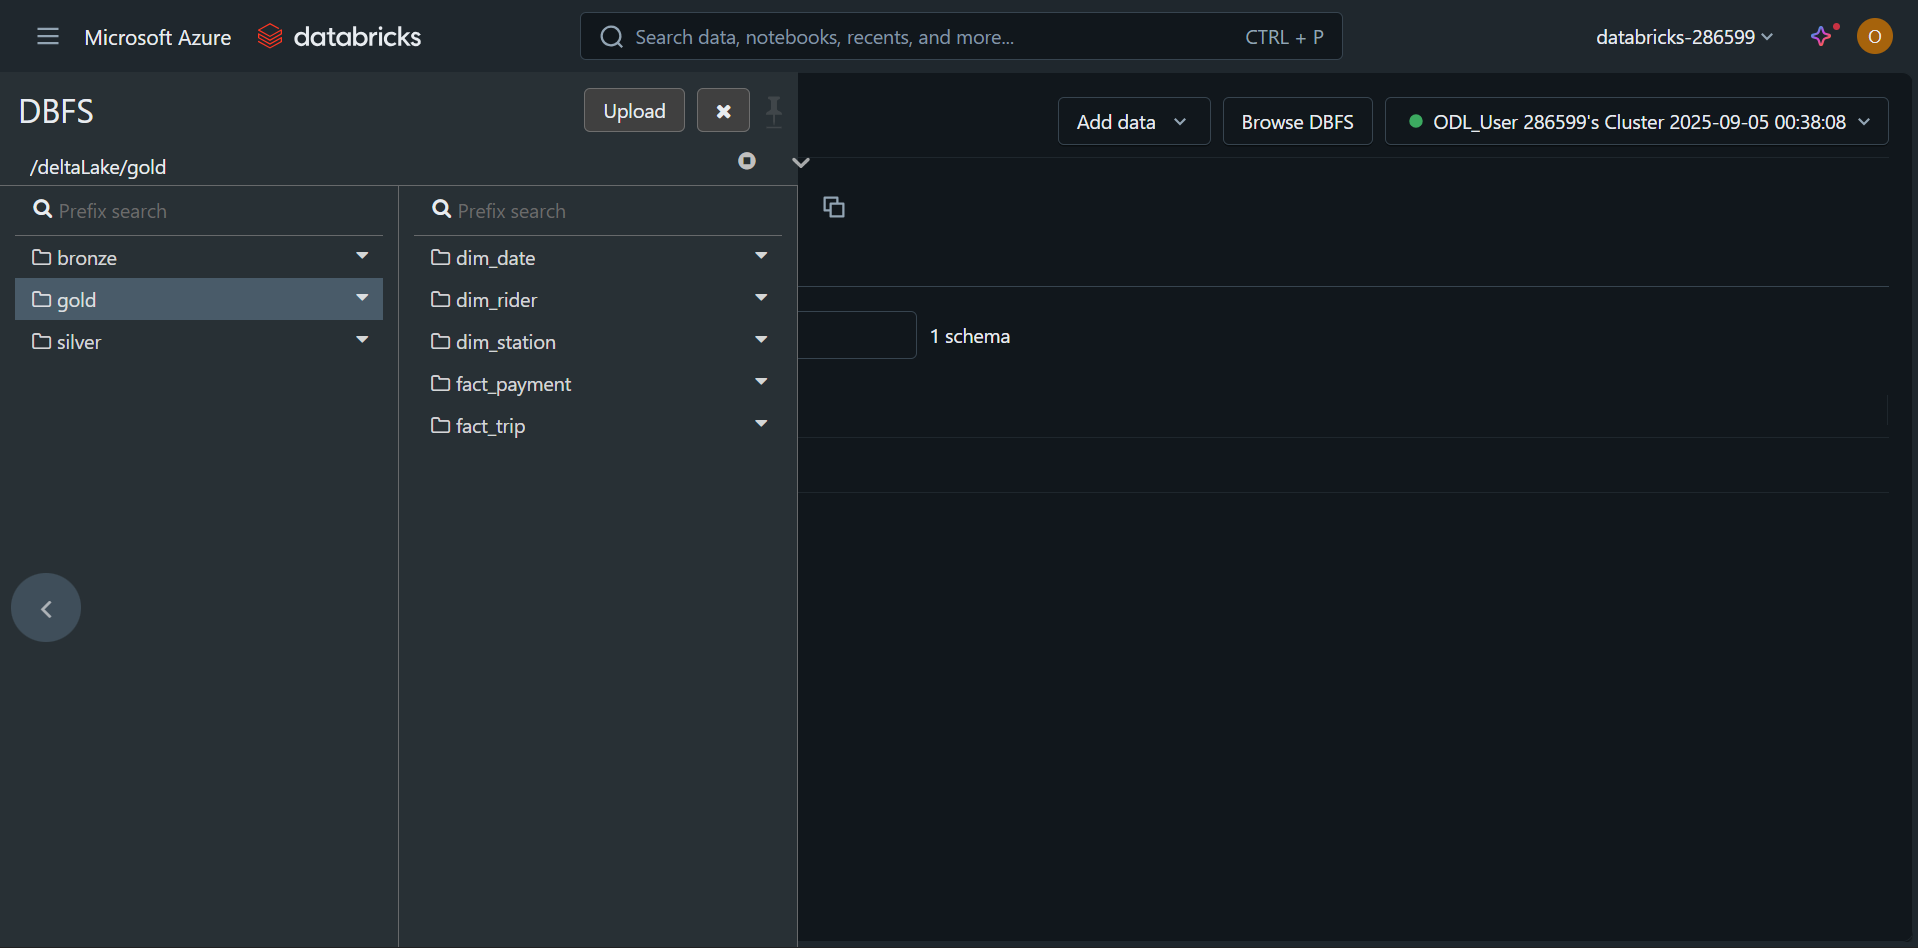 Microsoft Azure databricks
Search data, notebooks, recents, and more... CTRL + P
databricks-286599
O
DBFS
Upload
/deltaLake/gold
Add data
Browse DBFS
ODL_User 286599's Cluster 2025-09-05 00:38:08
Prefix search
bronze
gold
silver
Prefix search
dim_date
dim_rider
dim_station
fact_payment
fact_trip
1 schema